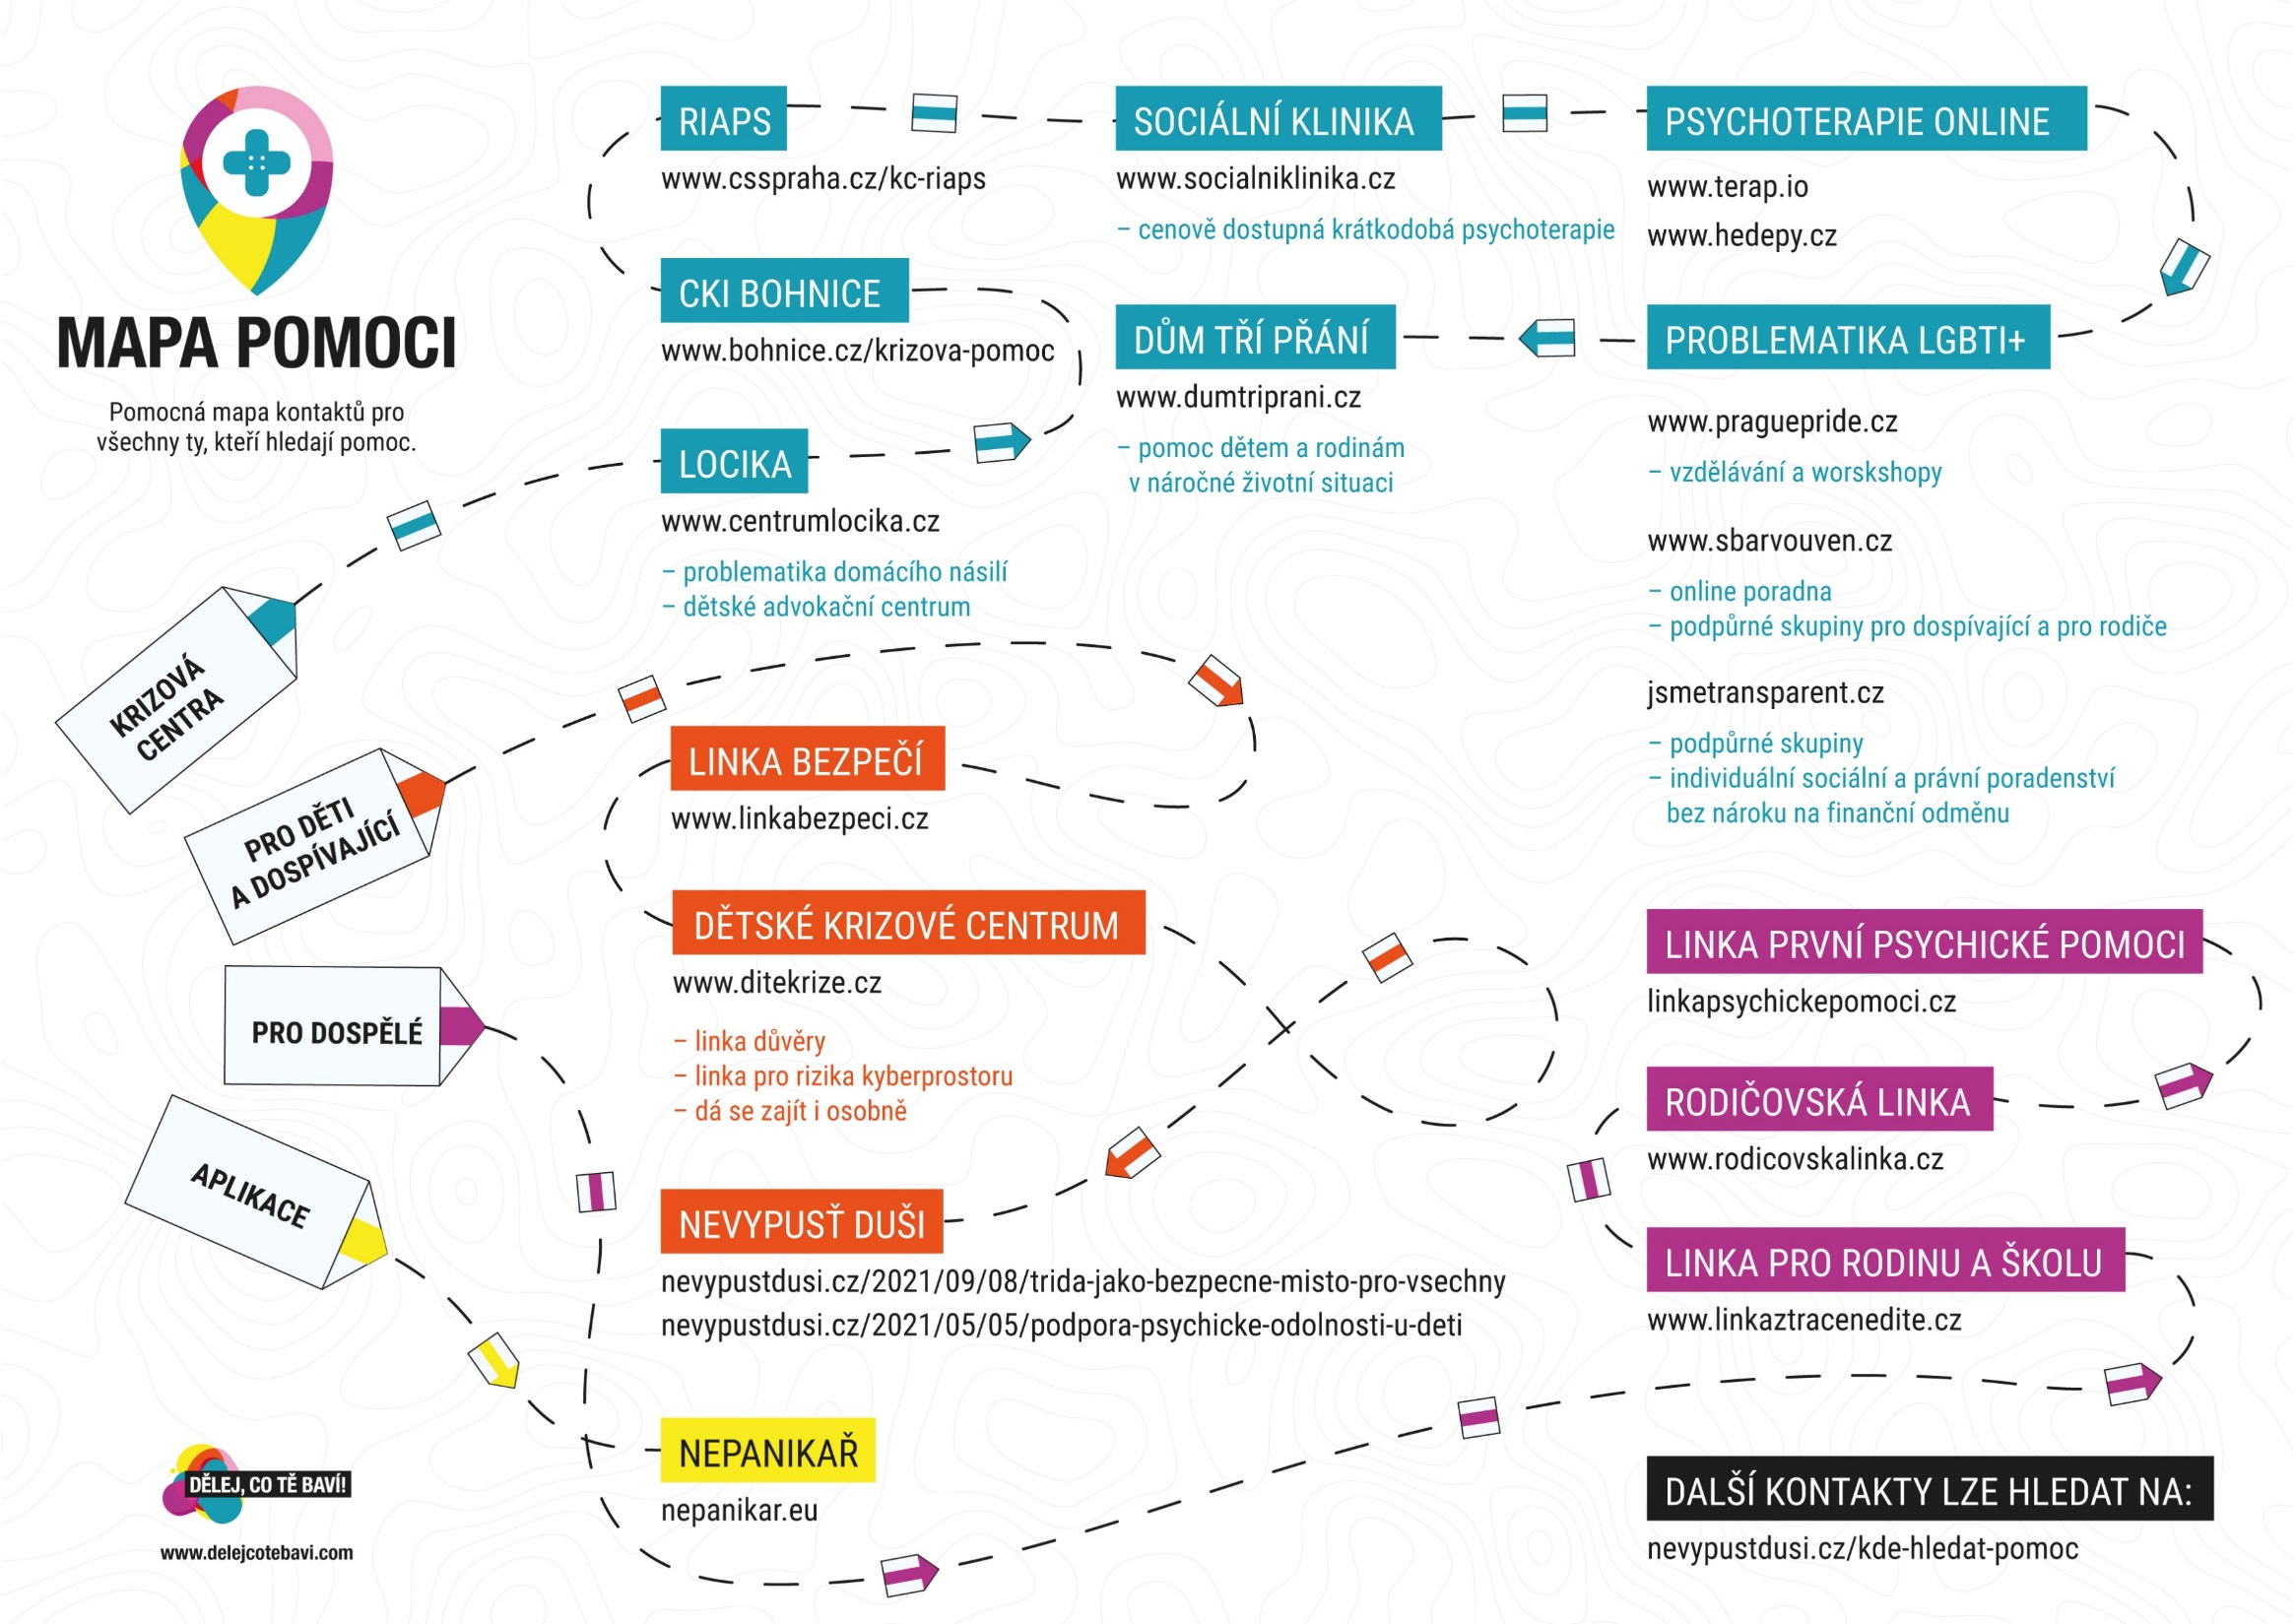 MAPA POMOCI
Pomocná mapa kontaktů pro
všechny ty, kteří hledají pomoc.
KRIZOVÁ
CENTRA
PRO DĚTI
A DOSPÍVAJÍCÍ
PRO DOSPĚLÉ
APLIKACE
DĚLEJ, CO TĚ BAVÍ!
www.delejcotebavi.com
RIAPS
www.csspraha.cz/kc-riaps
CKI BOHNICE
www.bohnice.cz/krizova-pomoc
LOCIKA
www.centrumlocika.cz
– problematika domácího násilí
– dětské advokační centrum
SOCIÁLNÍ KLINIKA
www.socialniklinika.cz
– cenově dostupná krátkodobá psychoterapie
DŮM TŘÍ PŘÁNÍ
www.dumtriprani.cz
– pomoc dětem a rodinám
v náročné životní situaci
PSYCHOTERAPIE ONLINE
www.terap.io
www.hedepy.cz
PROBLEMATIKA LGBTI+
www.praguepride.cz
– vzdělávání a worskshopy
www.sbarvouven.cz
– online poradna
– podpůrné skupiny pro dospívající a pro rodiče
jsmetransparent.cz
– podpůrné skupiny
– individuální sociální a právní poradenství
bez nároku na finanční odměnu
LINKA BEZPEČÍ
www.linkabezpeci.cz
DĚTSKÉ KRIZOVÉ CENTRUM
www.ditekrize.cz
– linka důvěry
– linka pro rizika kyberprostoru
– dá se zajít i osobně
NEVYPUSŤ DUŠI
nevypustdusi.cz/2021/09/08/trida-jako-bezpecne-misto-pro-vsechny
nevypustdusi.cz/2021/05/05/podpora-psychicke-odolnosti-u-deti
NEPANIKAŘ
nepanikar.eu
LINKA PRVNÍ PSYCHICKÉ POMOCI
linkapsychickepomoci.cz
RODIČOVSKÁ LINKA
www.rodicovskalinka.cz
LINKA PRO RODINU A ŠKOLU
www.linkaztracenedite.cz
DALŠÍ KONTAKTY LZE HLEDAT NA:
nevypustdusi.cz/kde-hledat-pomoc